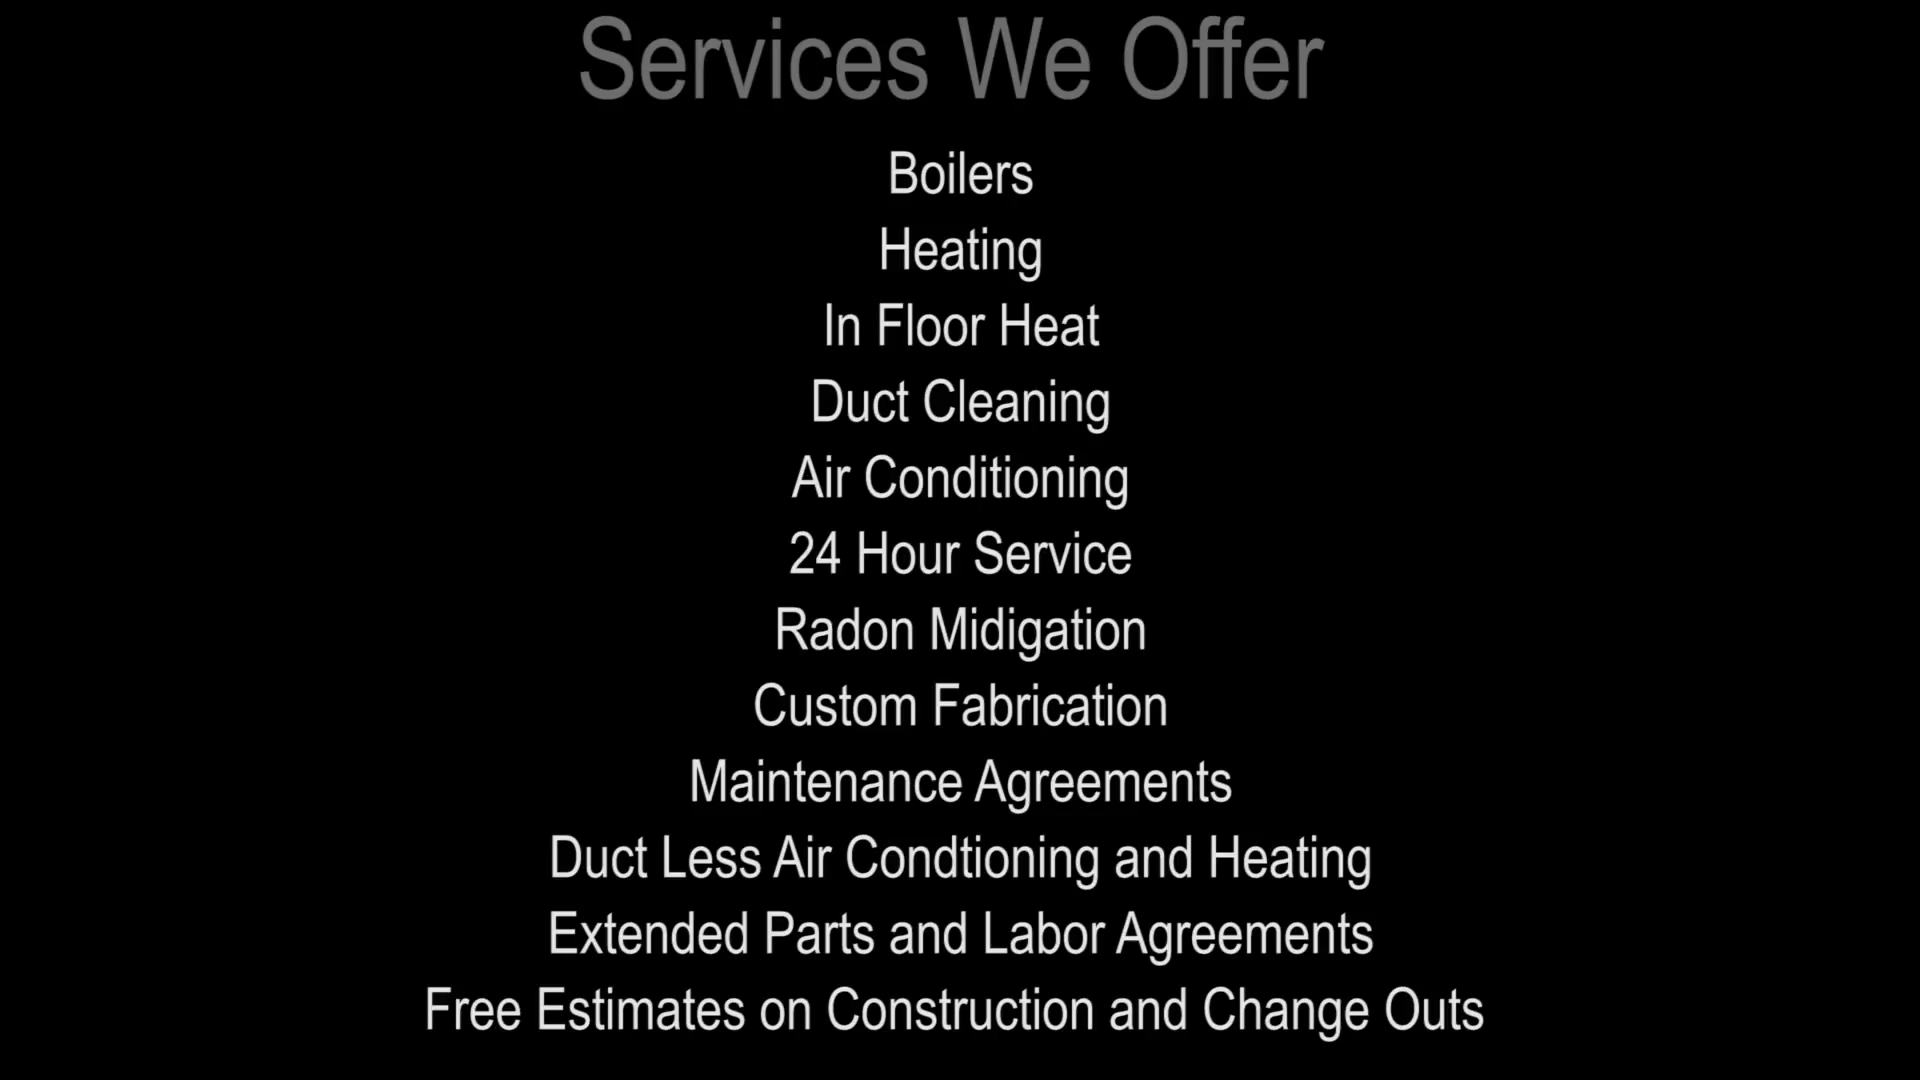 Services We Offer
Boilers
Heating
In Floor Heat
Duct Cleaning
Air Conditioning
24 Hour Service
Radon Midigation
Custom Fabrication
Maintenance Agreements
Duct Less Air Condtioning and Heating
Extended Parts and Labor Agreements
Free Estimates on Construction and Change Outs